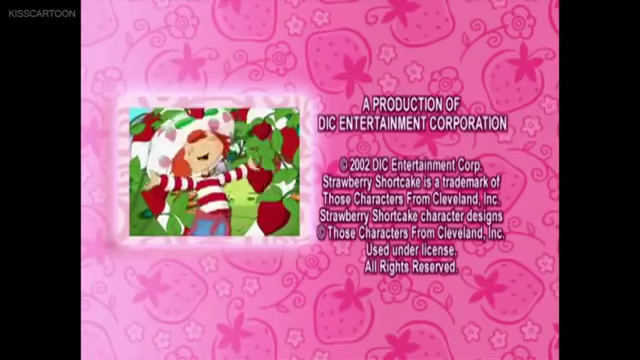 KISSCARTOON
A PRODUCTION OF
DIC ENTERTAINMENT CORPORATION
© 2002 DIC Entertainment Corp.
Strawberry Shortcake is a trademark of
Those Characters From Cleveland, Inc.
Strawberry Shortcake character designs
© Those Characters From Cleveland, Inc.
Used under license.
All Rights Reserved.